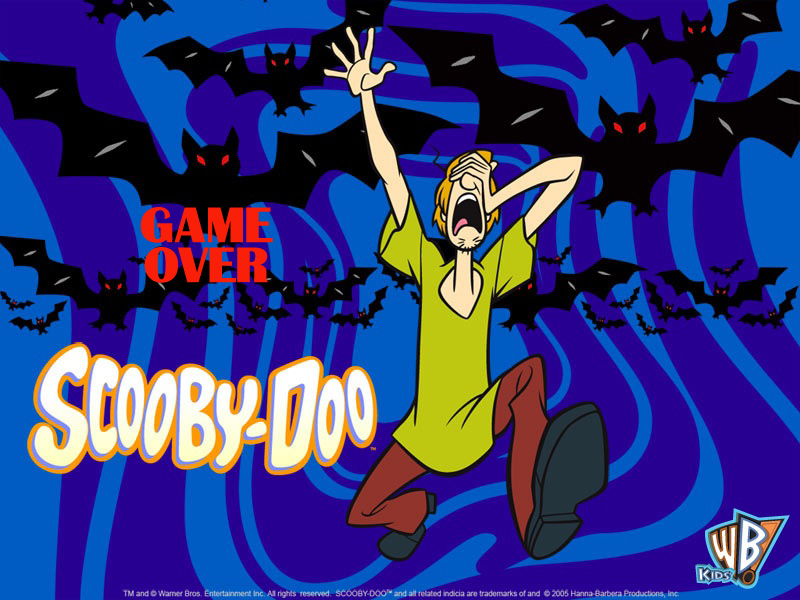 GAME
OVER
SCOOBY-DOO™
WB
KIDS
TM and © Warner Bros. Entertainment Inc. All rights reserved. SCOOBY-DOO™ and all related indicia are trademarks of and © 2005 Hanna-Barbera Productions, Inc.